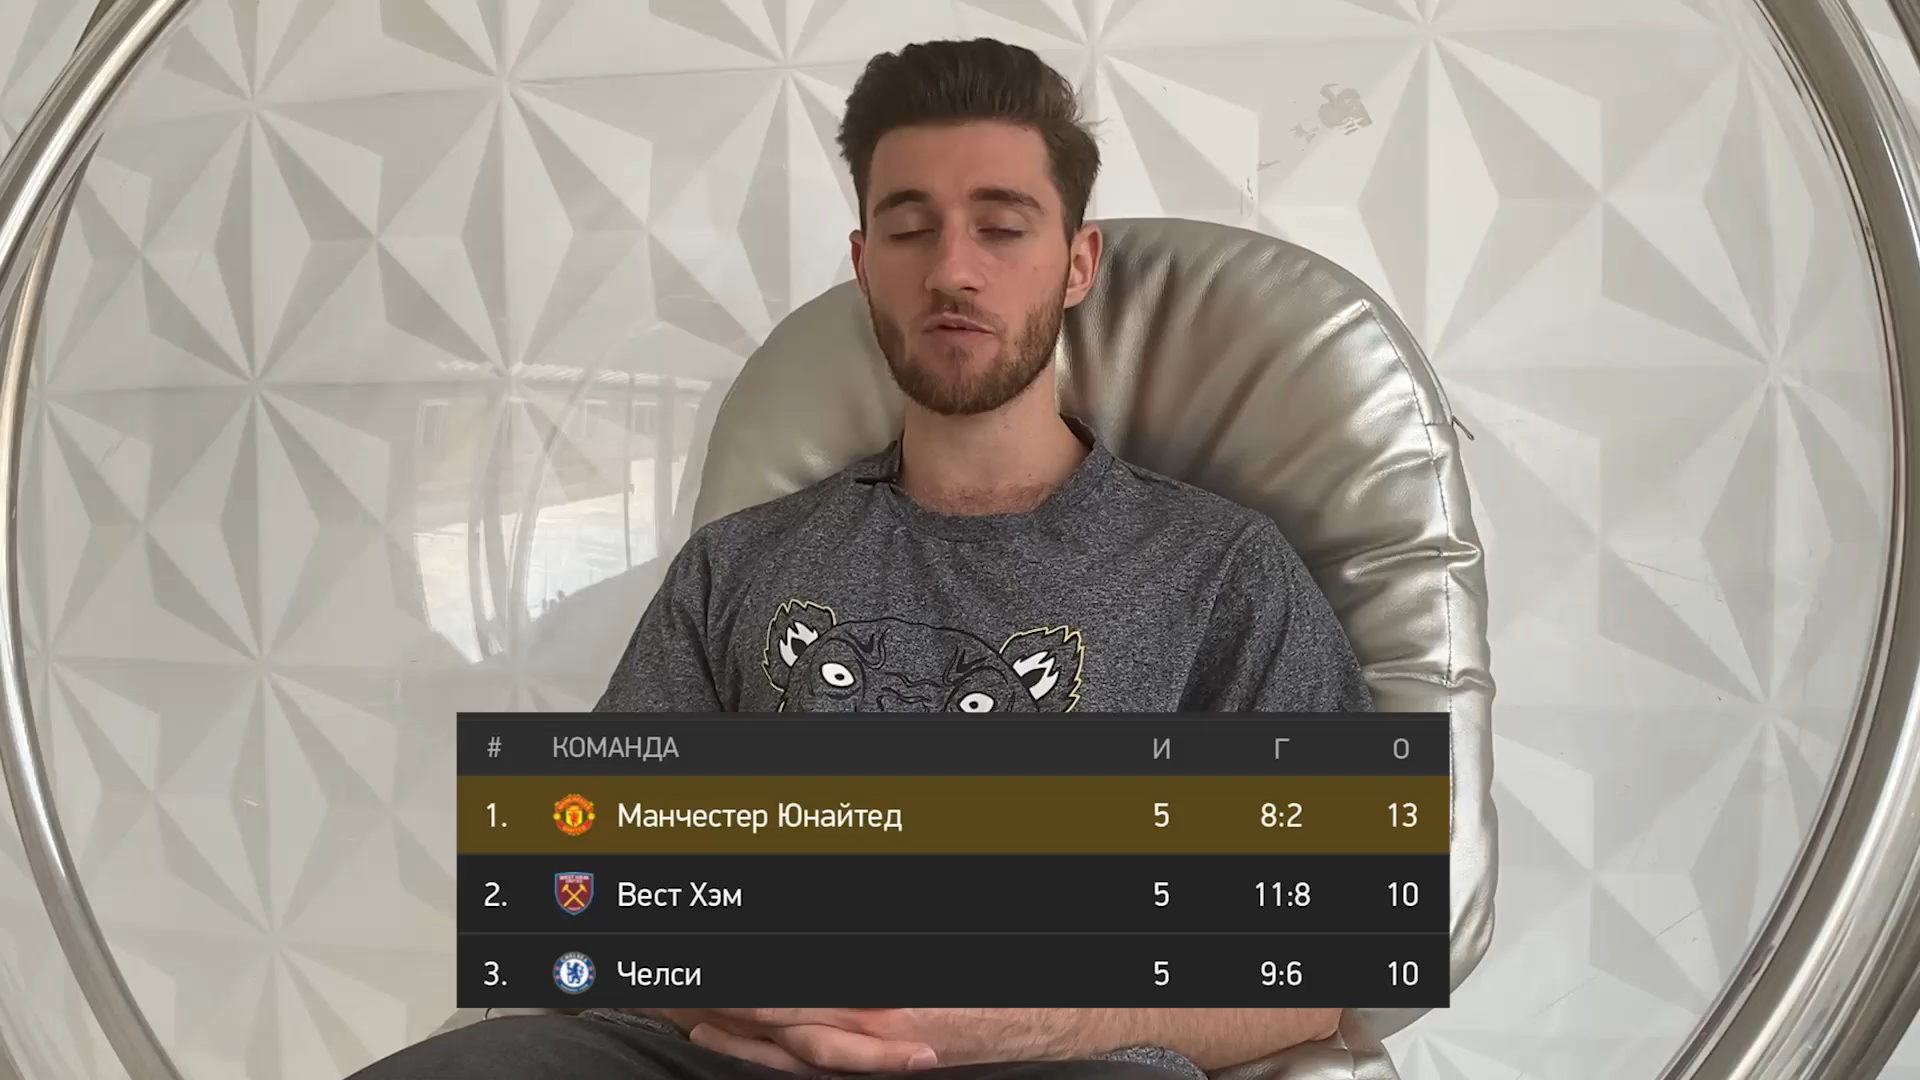 # КОМАНДА И Г О
1. Манчестер Юнайтед 5 8:2 13
2. Вест Хэм 5 11:8 10
3. Челси 5 9:6 10